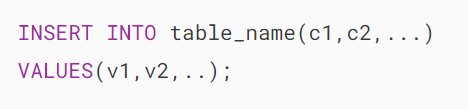 INSERT INTO table_name(c1,c2,...)
VALUES(v1,v2,..);